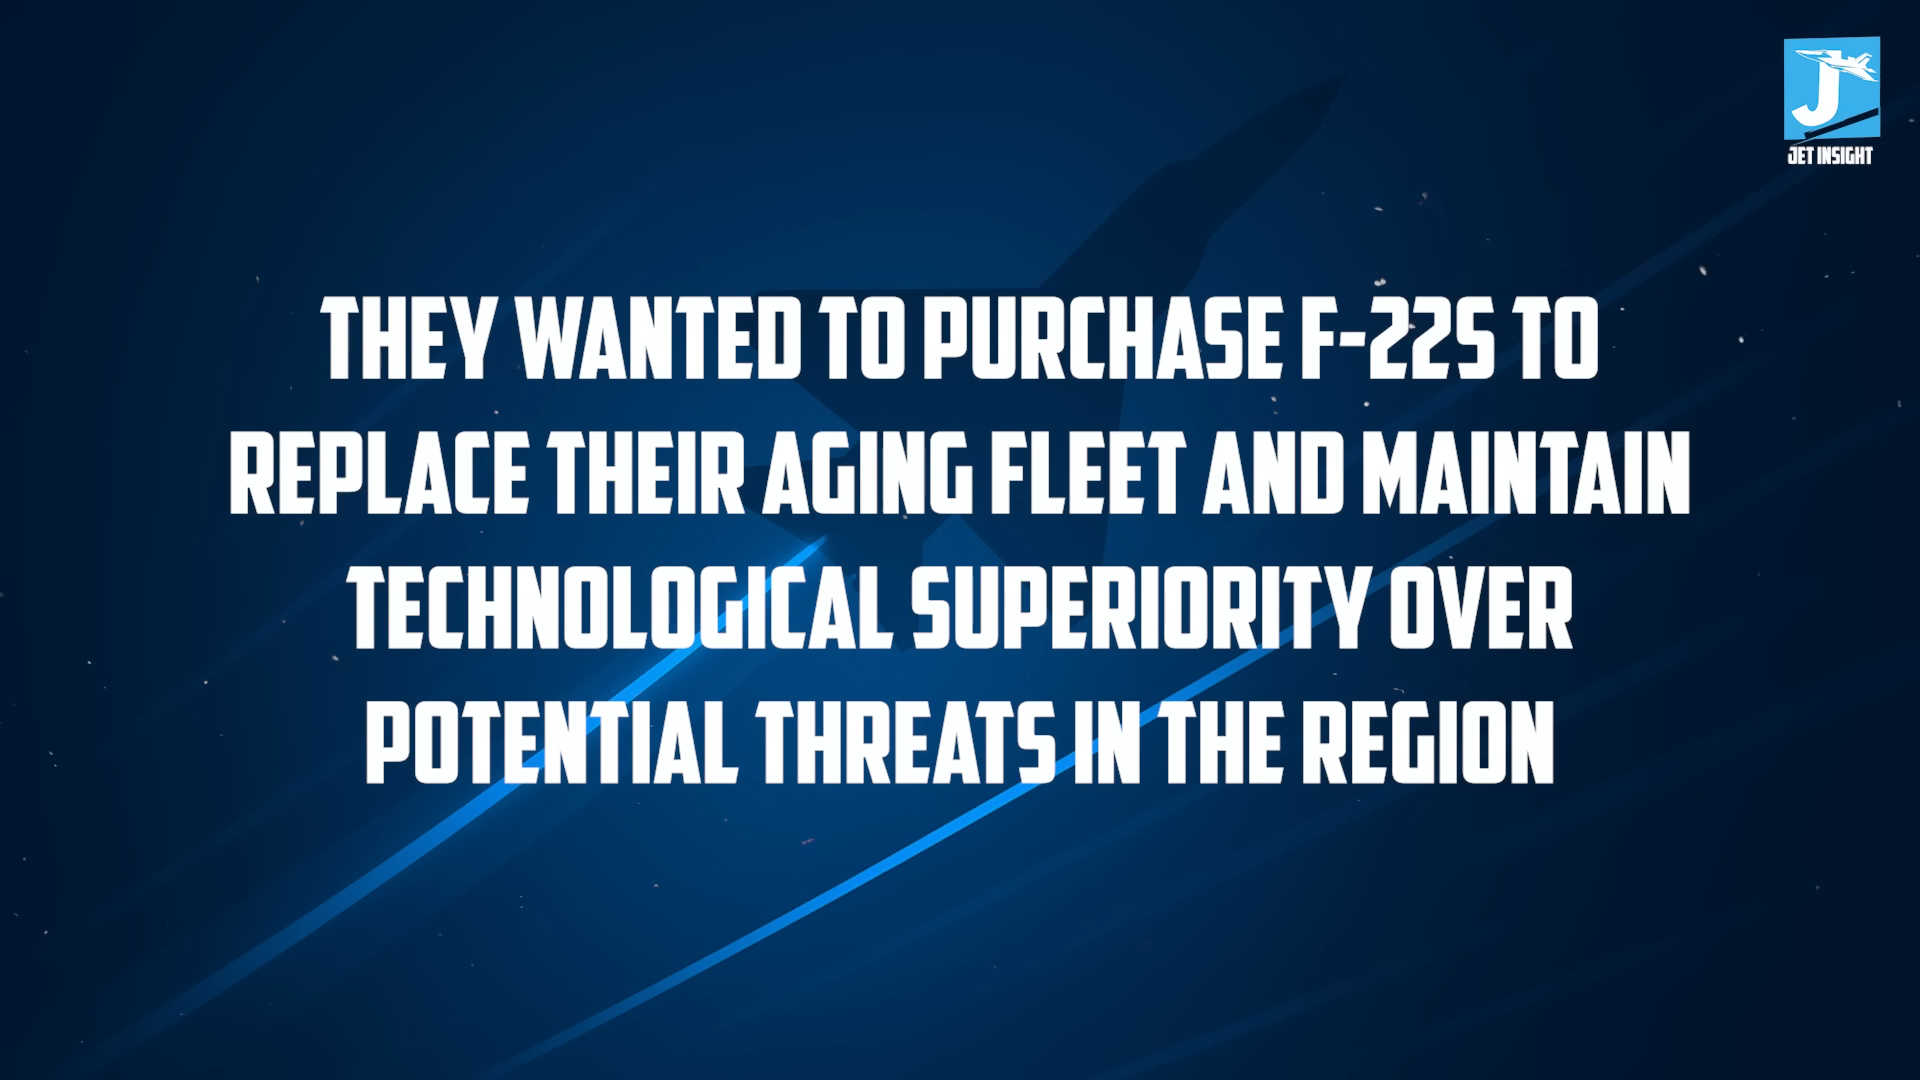 JET INSIGHT
THEY WANTED TO PURCHASE F-22S TO
REPLACE THEIR AGING FLEET AND MAINTAIN
TECHNOLOGICAL SUPERIORITY OVER
POTENTIAL THREATS IN THE REGION